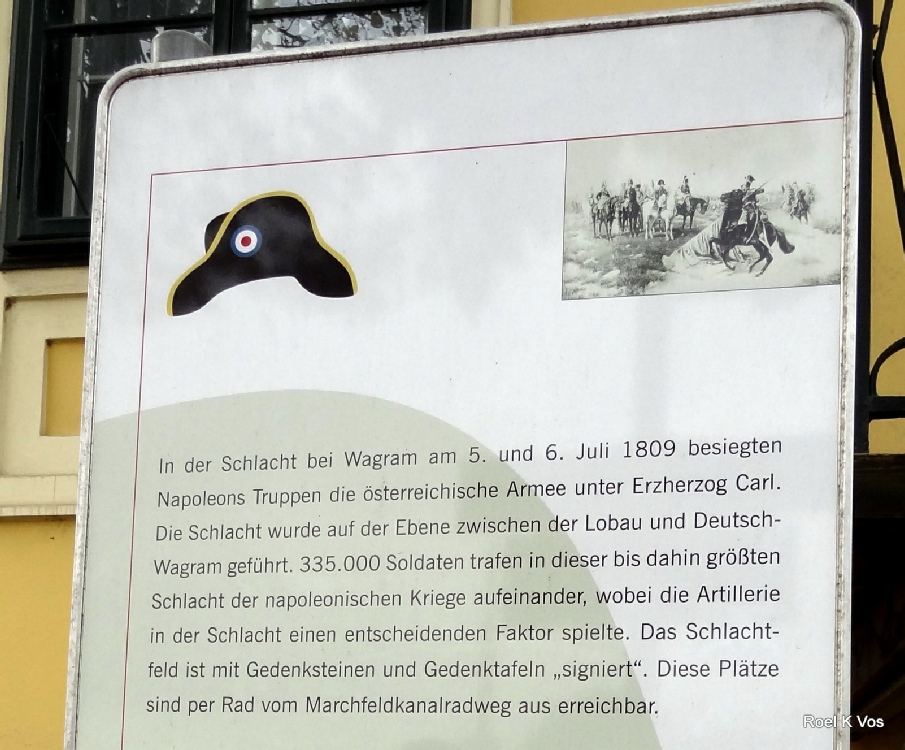 In der Schlacht bei Wagram am 5. und 6. Juli 1809 besiegten
Napoleons Truppen die österreichische Armee unter Erzherzog Carl.
Die Schlacht wurde auf der Ebene zwischen der Lobau und Deutsch-
Wagram geführt. 335.000 Soldaten trafen in dieser bis dahin größten
Schlacht der napoleonischen Kriege aufeinander, wobei die Artillerie
in der Schlacht einen entscheidenden Faktor spielte. Das Schlacht-
feld ist mit Gedenksteinen und Gedenktafeln „signiert“. Diese Plätze
sind per Rad vom Marchfeldkanalradweg aus erreichbar.
Roel K Vos